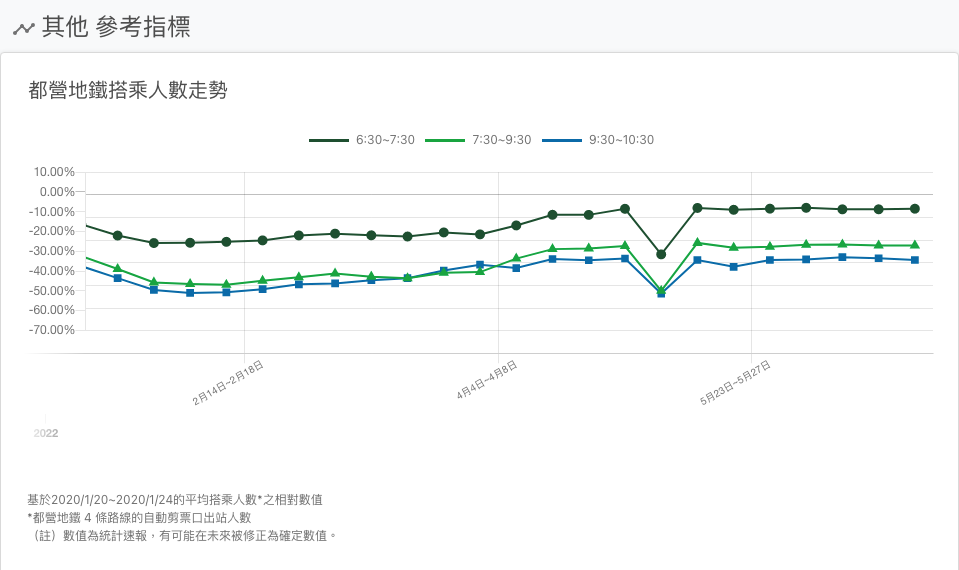 其他 參考指標
都營地鐵搭乘人數走勢
6:30~7:30 7:30~9:30 9:30~10:30
10.00%
0.00%
-10.00%
-20.00%
-30.00%
-40.00%
-50.00%
-60.00%
-70.00%
2月14日~2月18日
4月4日~4月8日
5月23日~5月27日
2022
基於2020/1/20~2020/1/24的平均搭乘人數*之相對數值
*都營地鐵 4 條路線的自動剪票口出站人數
（註）數值為統計速報，有可能在未來被修正為確定數值。